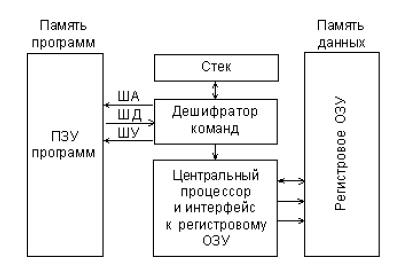 Память
программ
Память
данных
Стек
ША
ШД
ШУ
Дешифратор
команд
ПЗУ
программ
Центральный
процессор
и интерфейс
к регистровому
ОЗУ
Регистровое ОЗУ